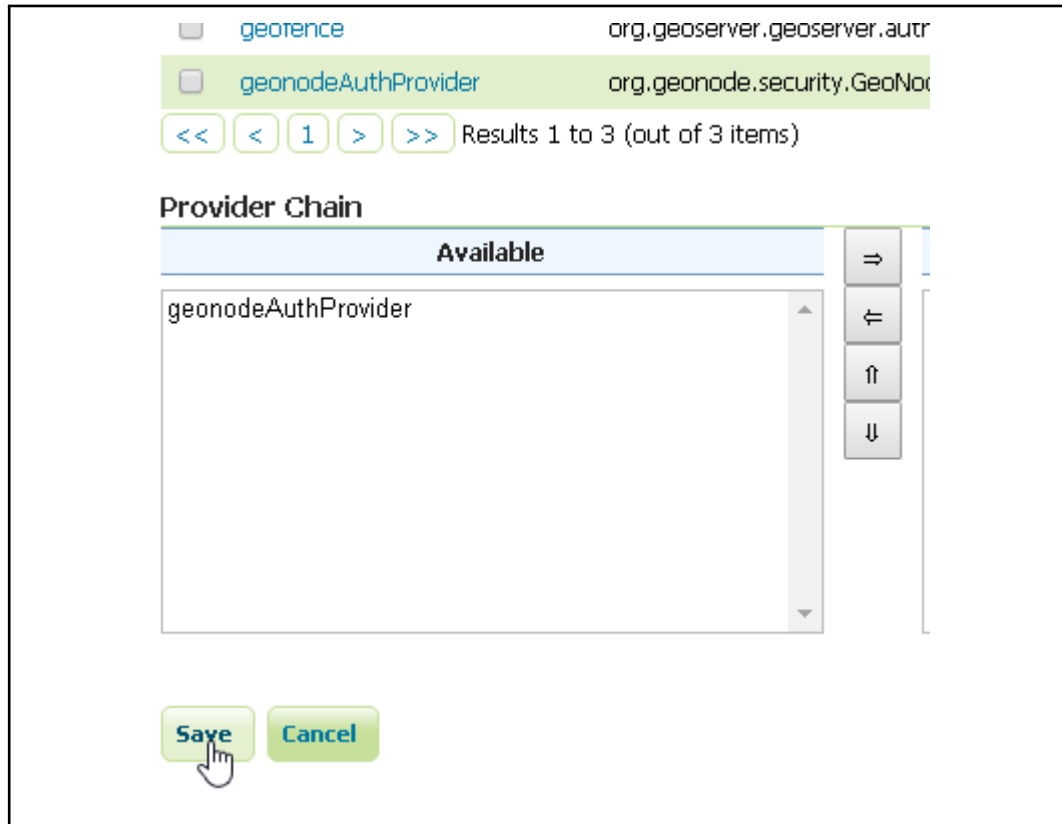 geofence org.geoserver.geoserver.auth
geonodeAuthProvider org.geonode.security.GeoNod
<< < 1 > >> Results 1 to 3 (out of 3 items)
Provider Chain
Available ⇒
geonodeAuthProvider ⇐
⇑
⇓
Save Cancel